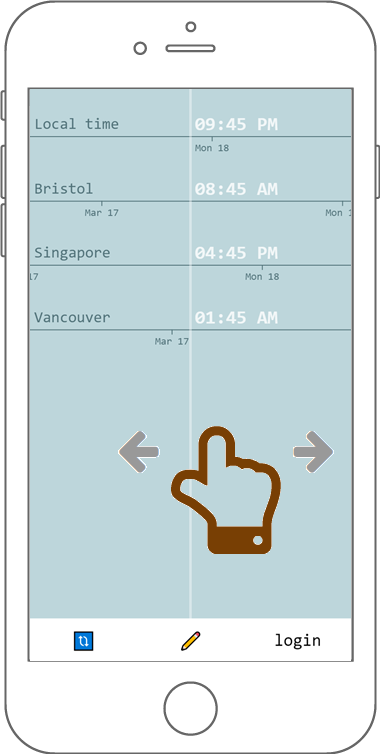 Local time 09:45 PM
Mon 18
Bristol 08:45 AM
Mar 17 Mon 1
Singapore 04:45 PM
17 Mon 18
Vancouver 01:45 AM
Mar 17
login